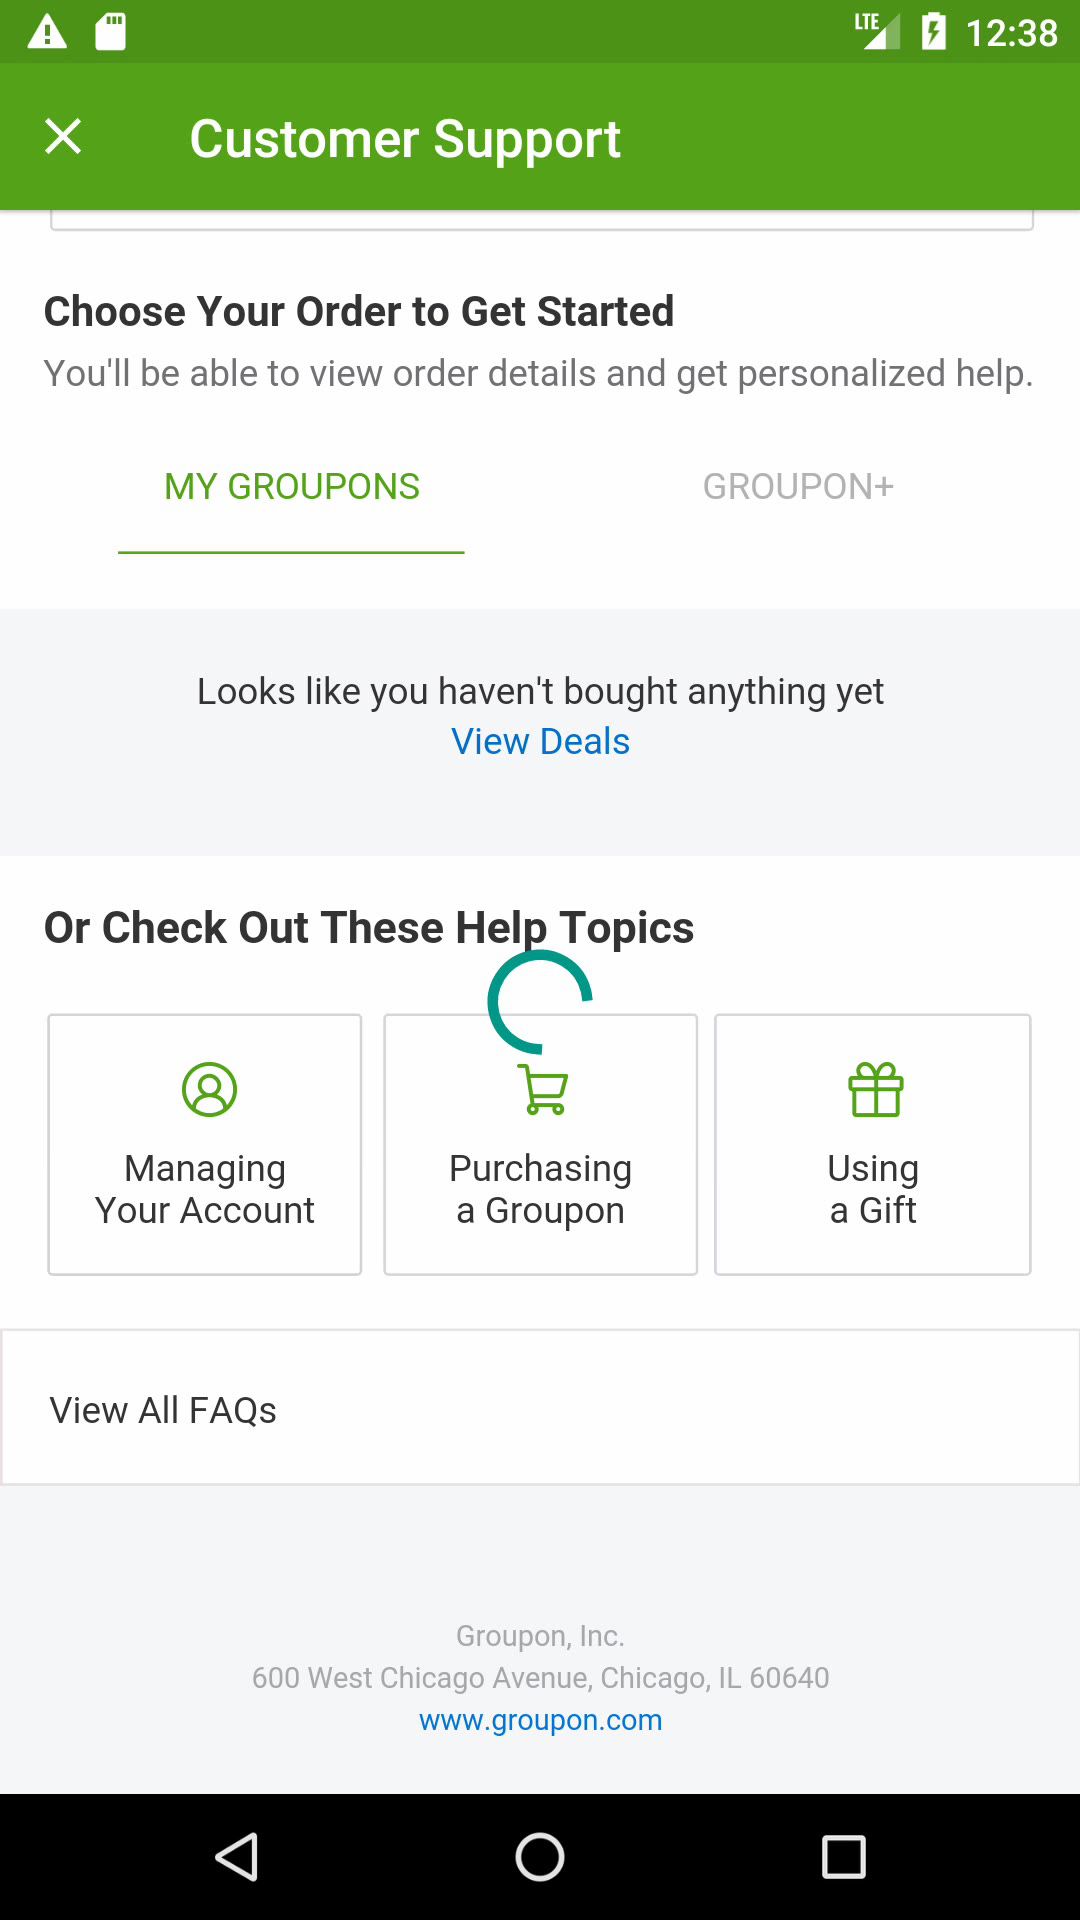 LTE 12:38
Customer Support
Choose Your Order to Get Started
You'll be able to view order details and get personalized help.
MY GROUPONS GROUPON+
Looks like you haven't bought anything yet
View Deals
Or Check Out These Help Topics
Managing
Your Account
Purchasing
a Groupon
Using
a Gift
View All FAQs
Groupon, Inc.
600 West Chicago Avenue, Chicago, IL 60640
www.groupon.com